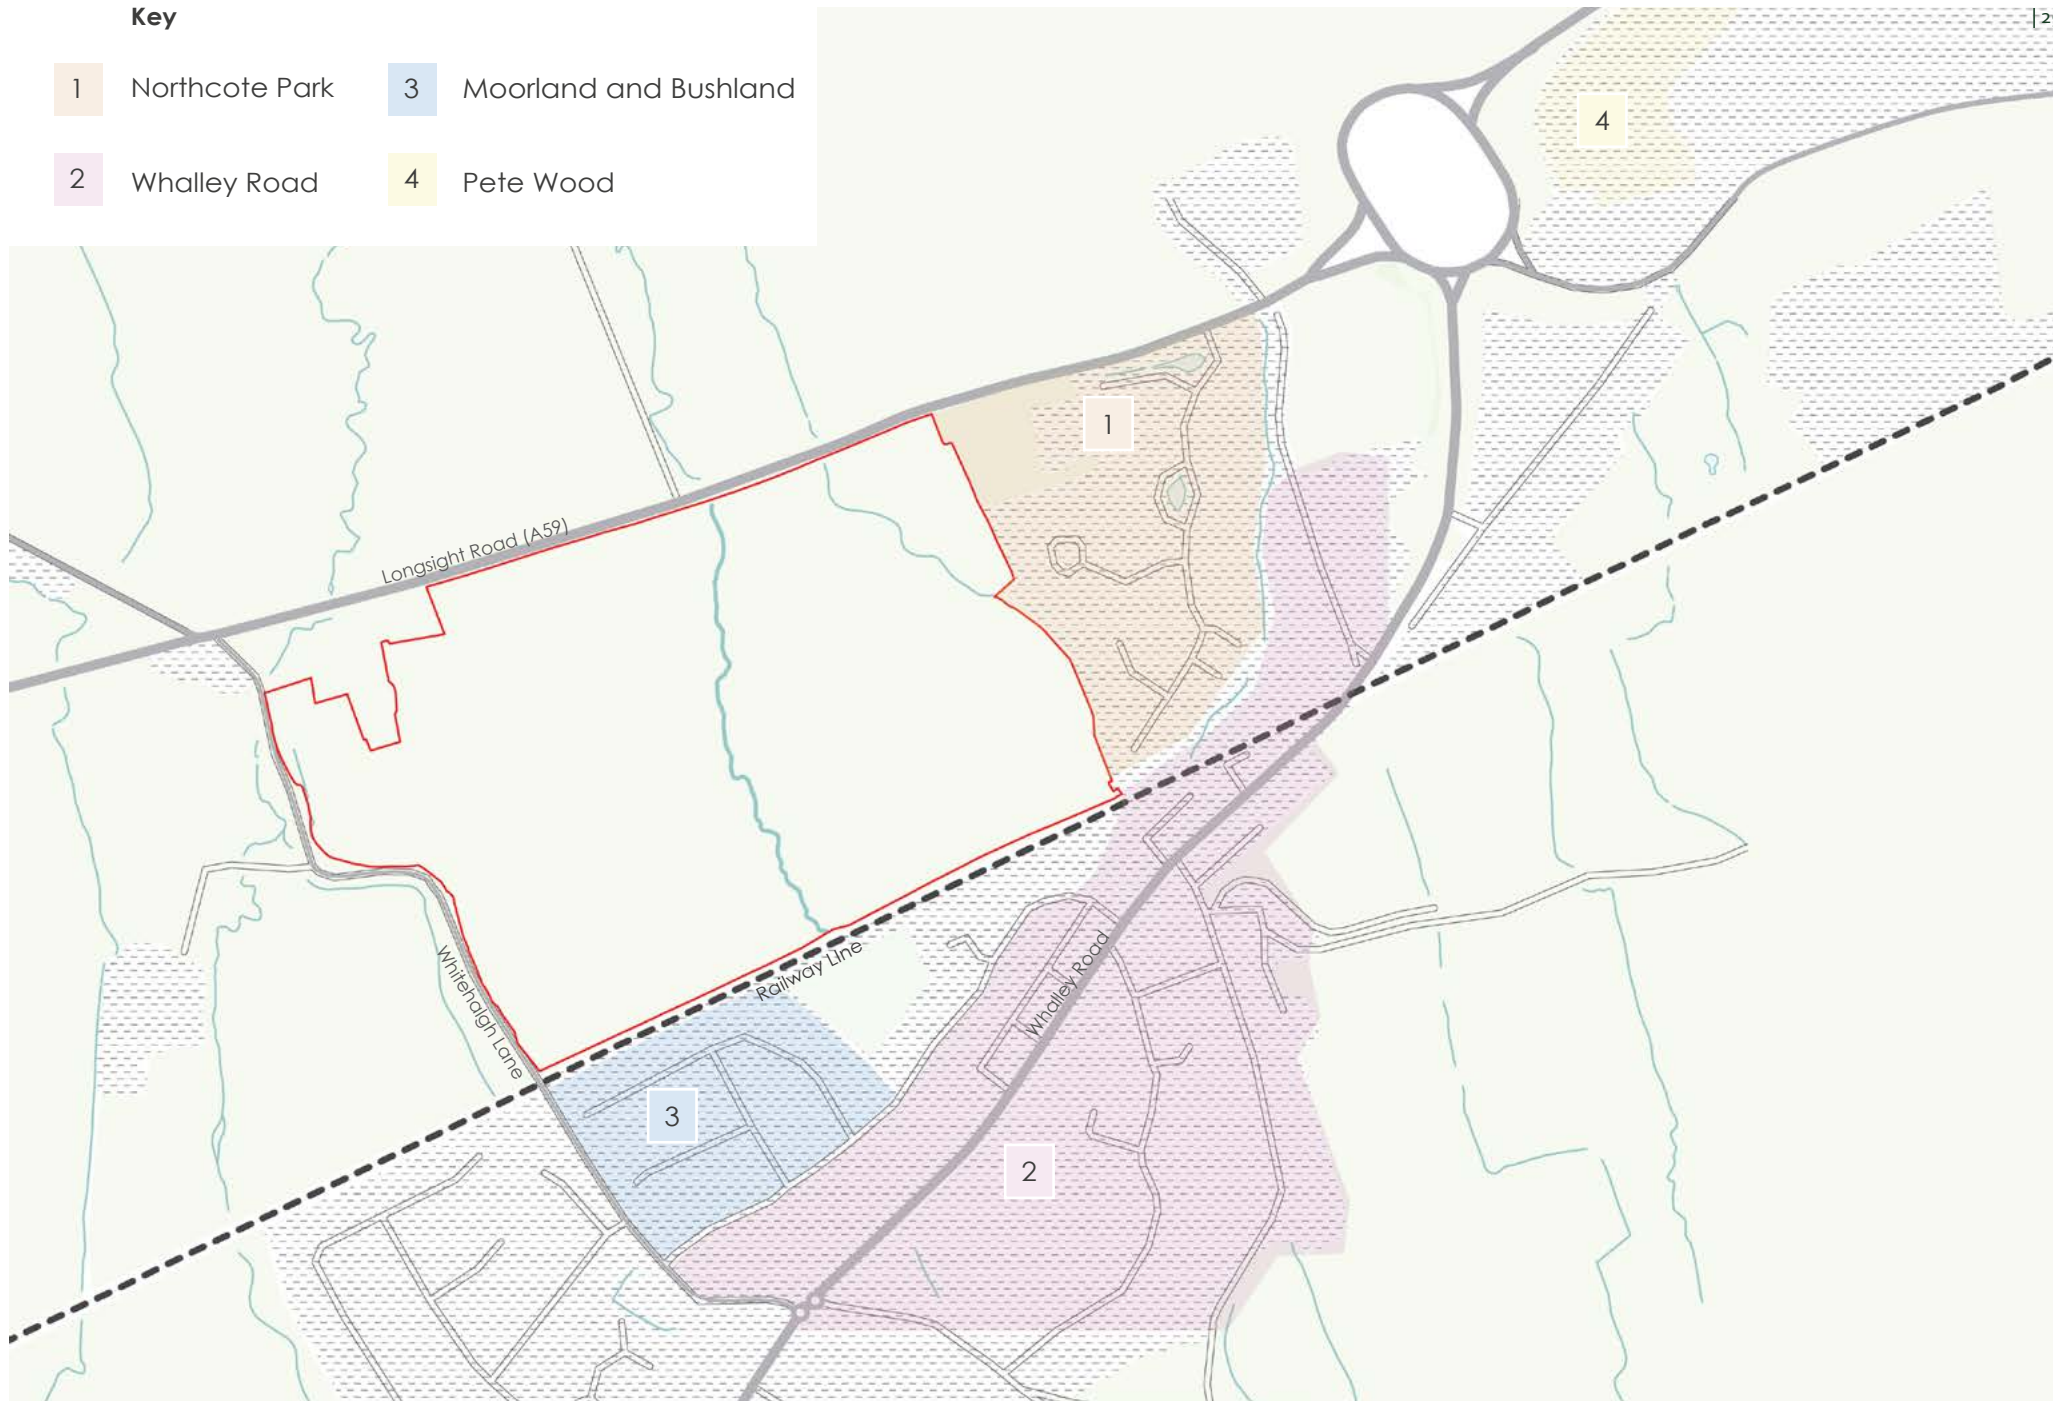 Key
1 Northcote Park
3 Moorland and Bushland
2 Whalley Road
4 Pete Wood
| 2
4
1
Longsight Road (A59)
Railway Line
Whalley Road
Whitehalgh Lane
3
2